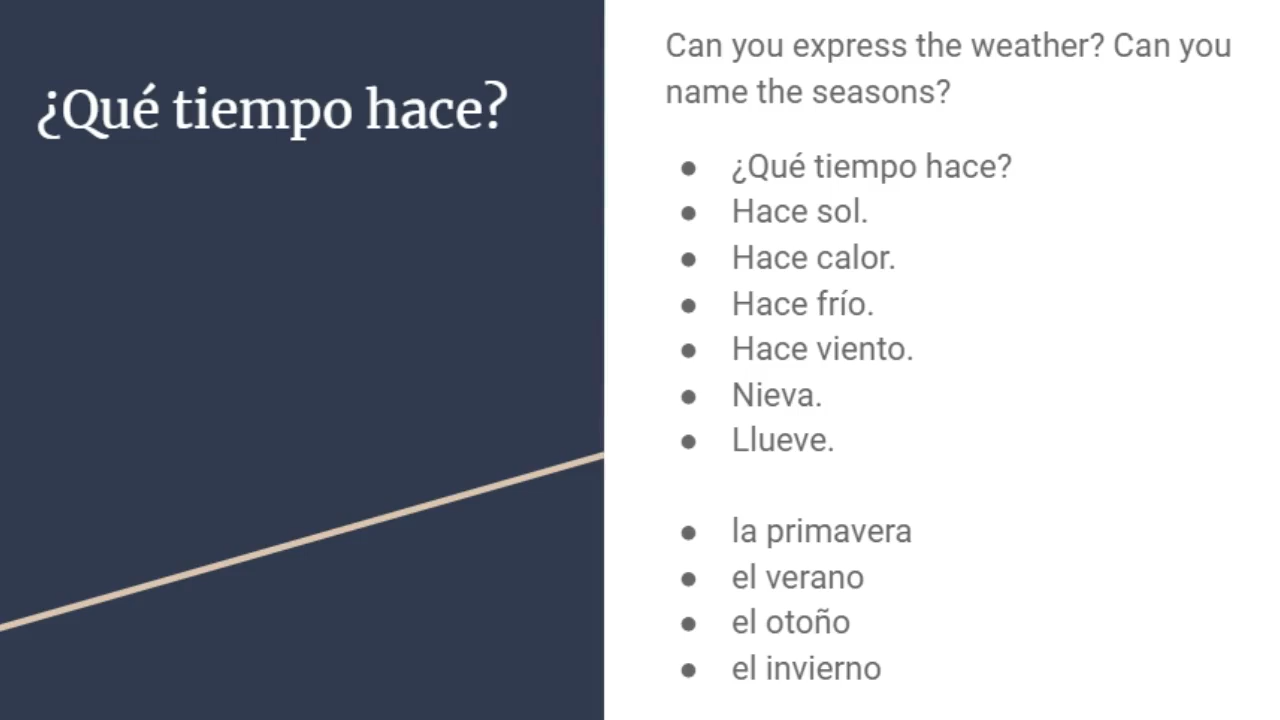 ¿Qué tiempo hace?
Can you express the weather? Can you
name the seasons?
● ¿Qué tiempo hace?
● Hace sol.
● Hace calor.
● Hace frío.
● Hace viento.
● Nieva.
● Llueve.
● la primavera
● el verano
● el otoño
● el invierno